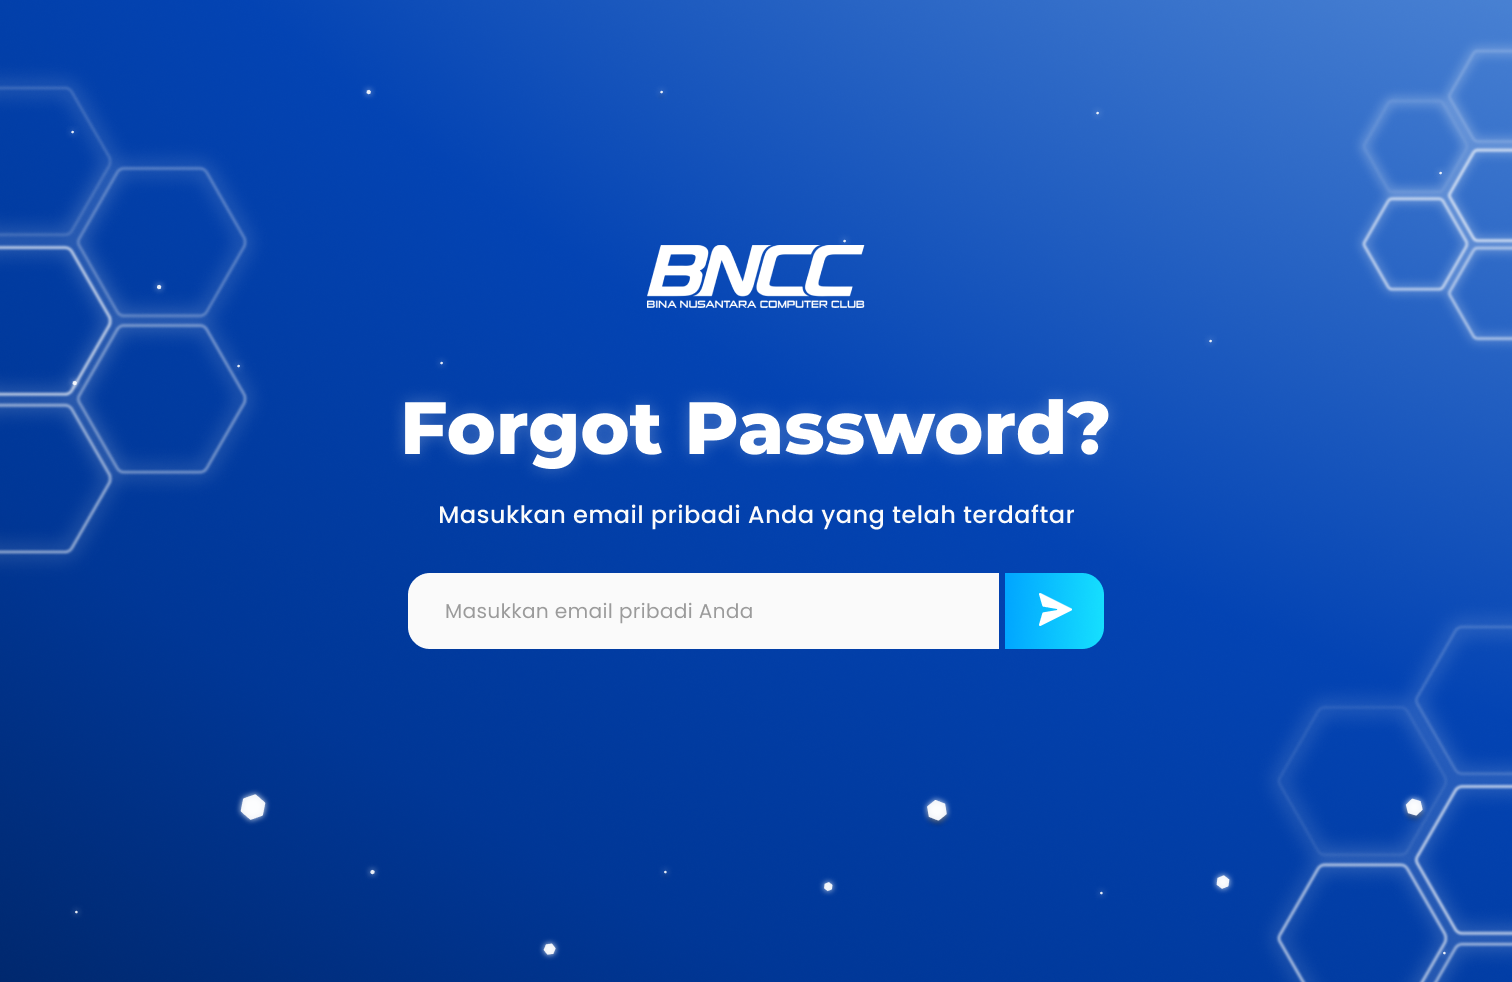 BNCC
BINA NUSANTARA COMPUTER CLUB
Forgot Password?
Masukkan email pribadi Anda yang telah terdaftar
Masukkan email pribadi Anda